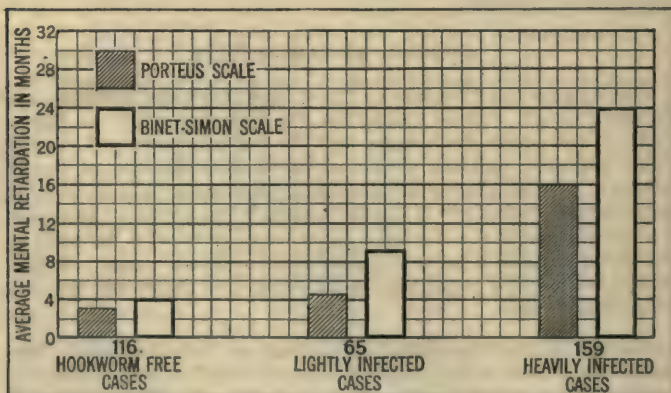 AVERAGE MENTAL RETARDATION IN MONTHS
32
28
24
20
16
12
8
4
0
PORTEUS SCALE
BINET-SIMON SCALE
116.
HOOKWORM FREE
CASES
65
LIGHTLY INFECTED
CASES
159
HEAVILY INFECTED
CASES